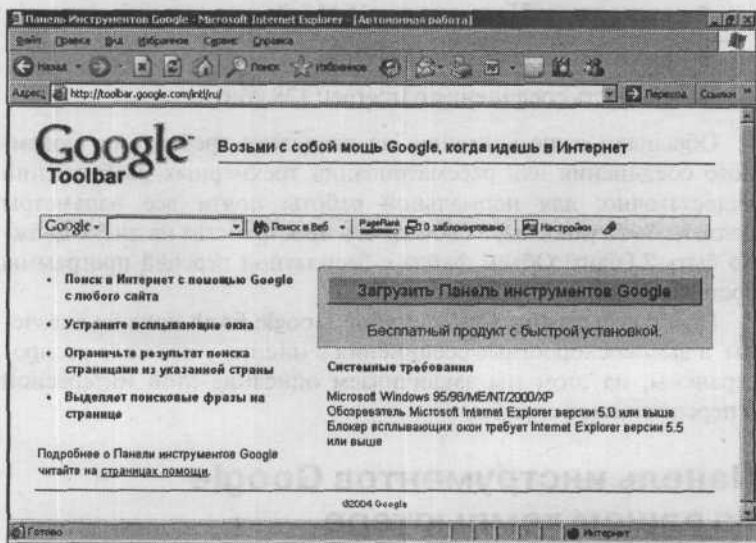 Панель Инструментов Google - Microsoft Internet Explorer - [Автономная работа]
Файл Правка Вид Избранное Сервис Справка
Назад Поиск Избранное
Адрес: http://toolbar.google.com/intl/ru/ Переход Ссылки »
Google™
Toolbar
Возьми с собой мощь Google, когда идешь в Интернет
Google Поиск в Веб PageRank 0 заблокировано Настройки
• Поиск в Интернет с помощью Google
с любого сайта
• Устраните всплывающие окна
• Ограничьте результат поиска
страницами из указанной страны
• Выделяет поисковые фразы на
странице
Подробнее о Панели инструментов Google
читайте на страницах помощи.
Загрузить Панель инструментов Google
Бесплатный продукт с быстрой установкой.
Системные требования
Microsoft Windows 95/98/ME/NT/2000/XP
Обозреватель Microsoft Internet Explorer версии 5.0 или выше
Блокер всплывающих окон требует Internet Explorer версии 5.5
или выше
©2004 Google
Готово Интернет